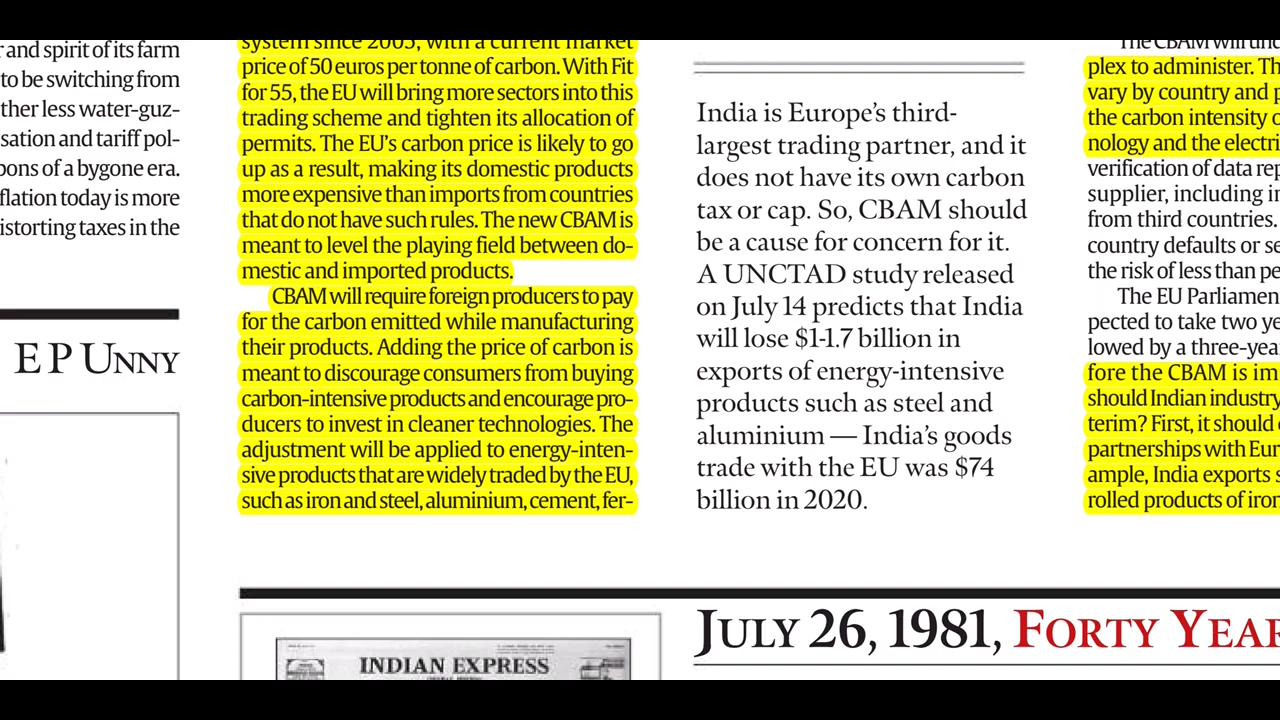 and spirit of its farm
to be switching from
ther less water-guz-
sation and tariff pol-
bons of a bygone era.
flation today is more
istorting taxes in the
E P UNNY
system since 2005, with a current market
price of 50 euros per tonne of carbon. With Fit
for 55, the EU will bring more sectors into this
trading scheme and tighten its allocation of
permits. The EU's carbon price is likely to go
up as a result, making its domestic products
more expensive than imports from countries
that do not have such rules. The new CBAM is
meant to level the playing field between do-
mestic and imported products.
CBAM will require foreign producers to pay
for the carbon emitted while manufacturing
their products. Adding the price of carbon is
meant to discourage consumers from buying
carbon-intensive products and encourage pro-
ducers to invest in cleaner technologies. The
adjustment will be applied to energy-inten-
sive products that are widely traded by the EU,
such as iron and steel, aluminium, cement, fer-
India is Europe's third-
largest trading partner, and it
does not have its own carbon
tax or cap. So, CBAM should
be a cause for concern for it.
A UNCTAD study released
on July 14 predicts that India
will lose $1-1.7 billion in
exports of energy-intensive
products such as steel and
aluminium — India's goods
trade with the EU was $74
billion in 2020.
The CBAM will und
plex to administer. Th
vary by country and p
the carbon intensity o
nology and the electri
verification of data rep
supplier, including in
from third countries.
country defaults or se
the risk of less than pe
The EU Parliamen
pected to take two ye
lowed by a three-yea
fore the CBAM is im
should Indian industry
terim? First, it should
partnerships with Eur
ample, India exports s
rolled products of iron
JULY 26, 1981, FORTY YEAR
INDIAN EXPRESS